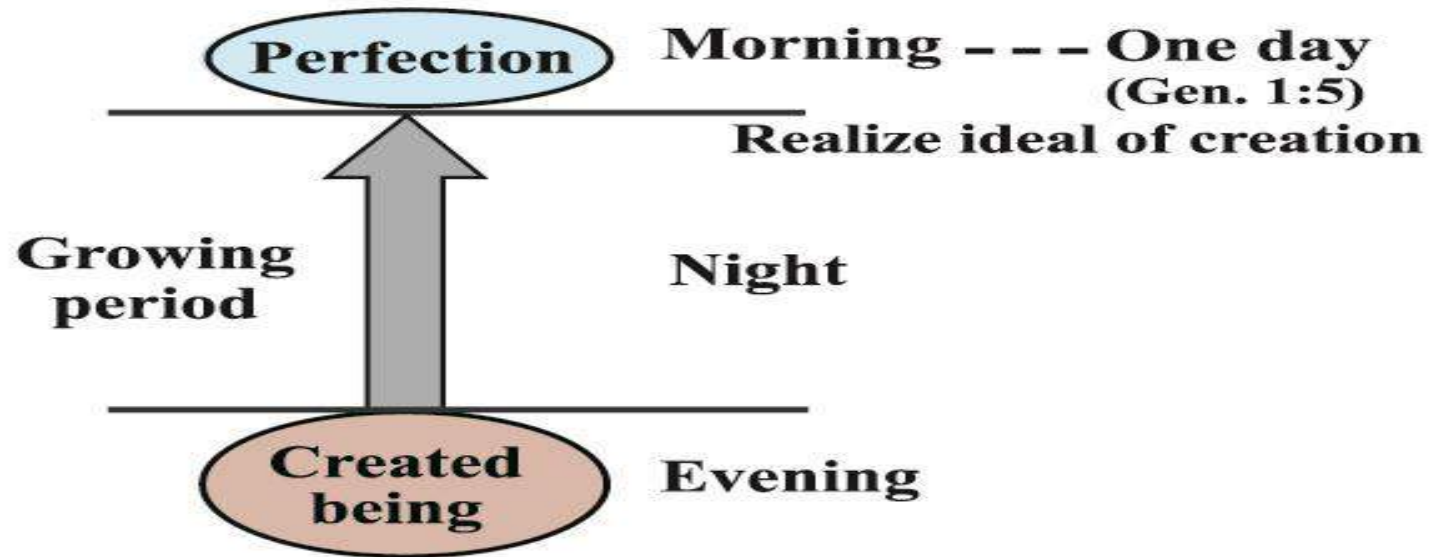 Perfection
Morning --- One day
(Gen. 1:5)
Realize ideal of creation
Growing
period
Night
Created
being
Evening